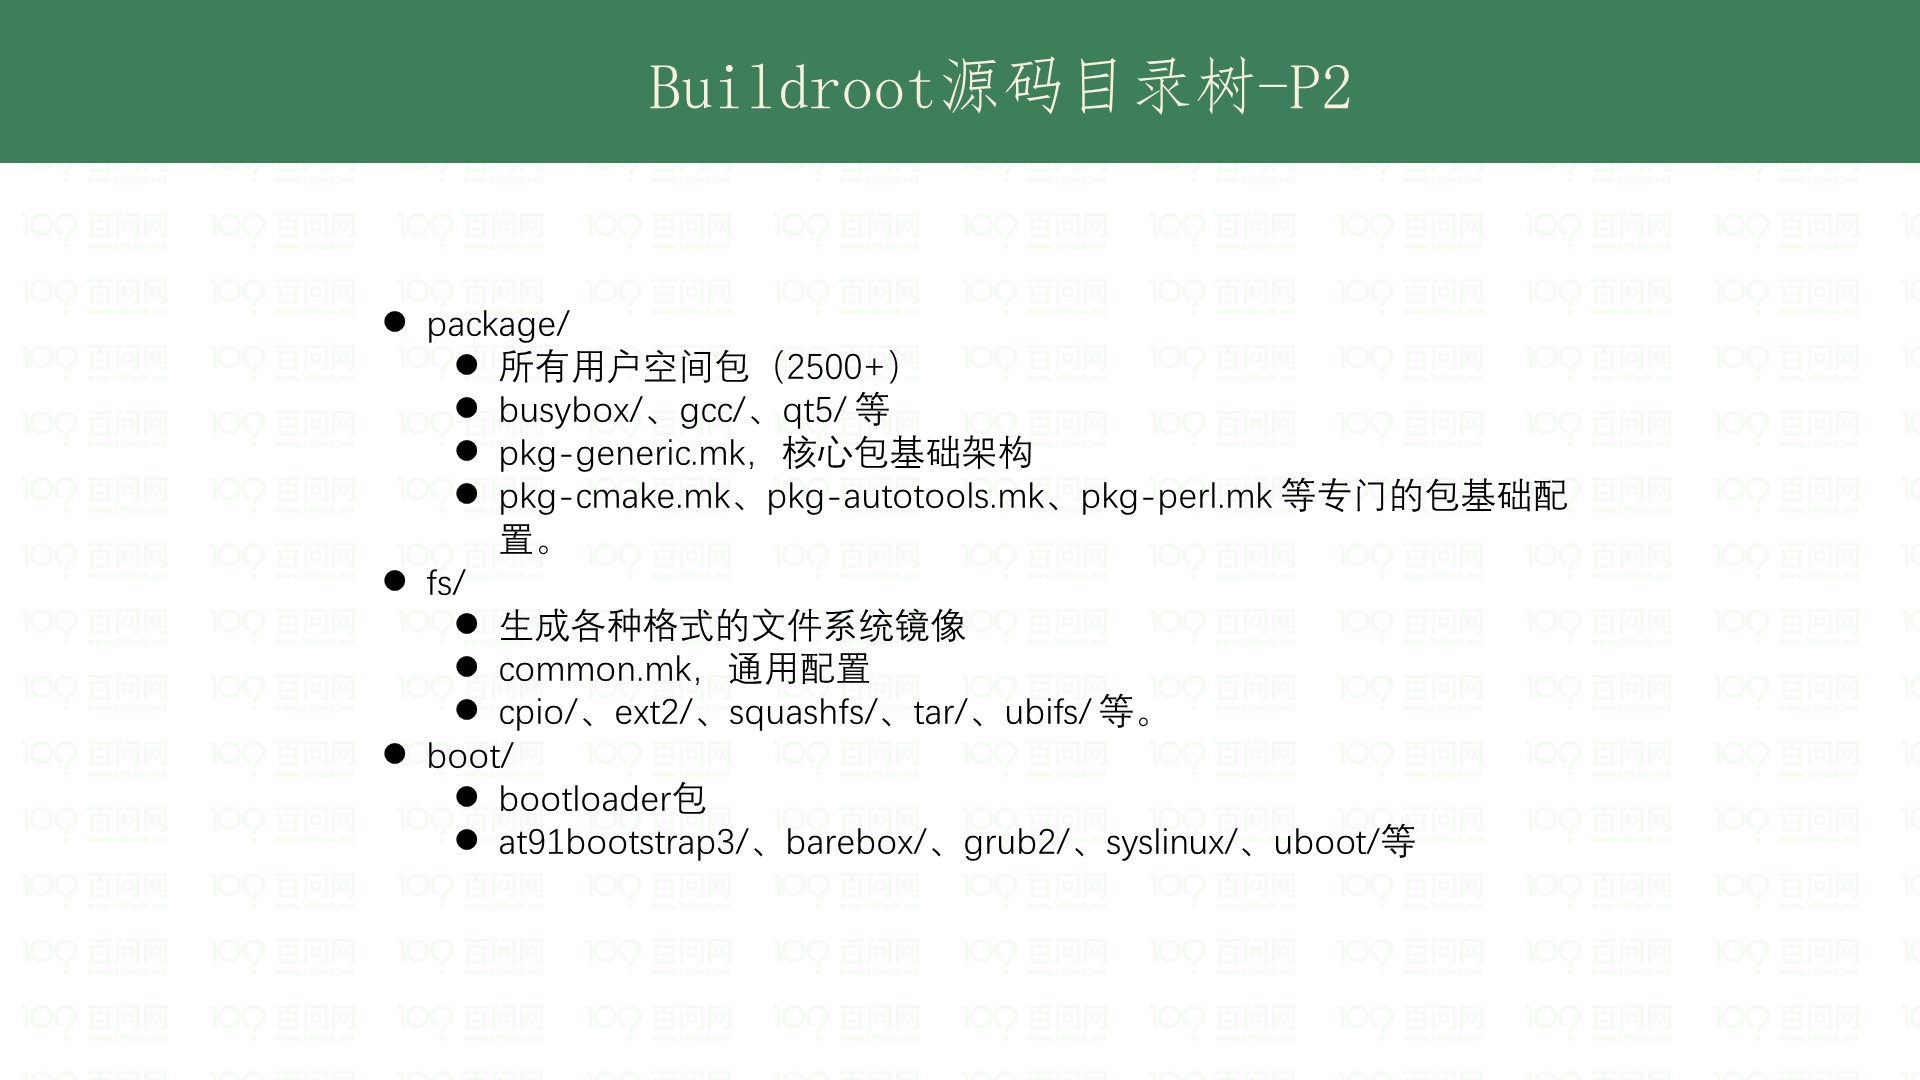 Buildroot源码目录树-P2
● package/
● 所有用户空间包（2500+）
● busybox/、gcc/、qt5/ 等
● pkg-generic.mk，核心包基础架构
● pkg-cmake.mk、pkg-autotools.mk、pkg-perl.mk 等专门的包基础配
置。
● fs/
● 生成各种格式的文件系统镜像
● common.mk，通用配置
● cpio/、ext2/、squashfs/、tar/、ubifs/ 等。
● boot/
● bootloader包
● at91bootstrap3/、barebox/、grub2/、syslinux/、uboot/等